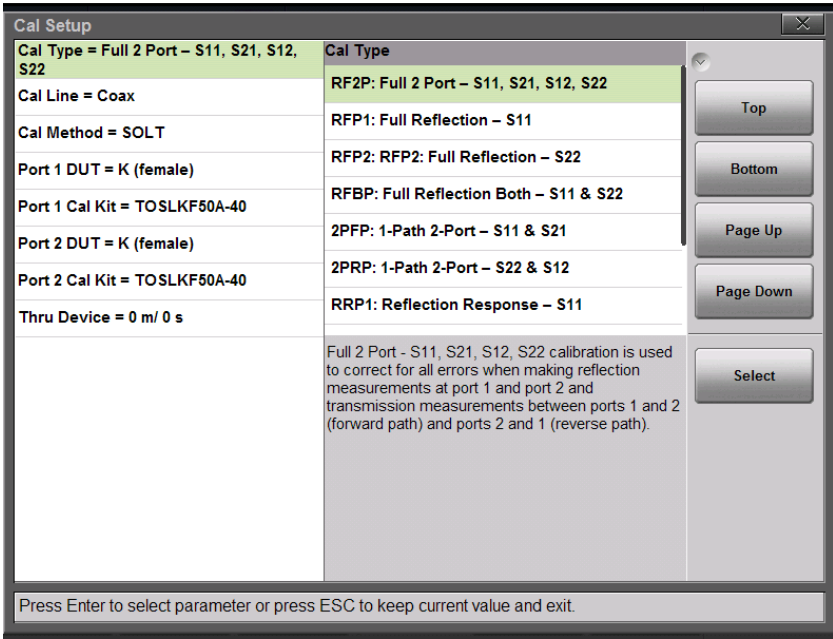 Cal Setup
Cal Type = Full 2 Port – S11, S21, S12,
S22
Cal Line = Coax
Cal Method = SOLT
Port 1 DUT = K (female)
Port 1 Cal Kit = TOSLKF50A-40
Port 2 DUT = K (female)
Port 2 Cal Kit = TOSLKF50A-40
Thru Device = 0 m/ 0 s
Cal Type
RF2P: Full 2 Port – S11, S21, S12, S22
RFP1: Full Reflection – S11
RFP2: RFP2: Full Reflection – S22
RFBP: Full Reflection Both – S11 & S22
2PFP: 1-Path 2-Port – S11 & S21
2PRP: 1-Path 2-Port – S22 & S12
RRP1: Reflection Response – S11
Full 2 Port - S11, S21, S12, S22 calibration is used
to correct for all errors when making reflection
measurements at port 1 and port 2 and
transmission measurements between ports 1 and 2
(forward path) and ports 2 and 1 (reverse path).
Top
Bottom
Page Up
Page Down
Select
Press Enter to select parameter or press ESC to keep current value and exit.